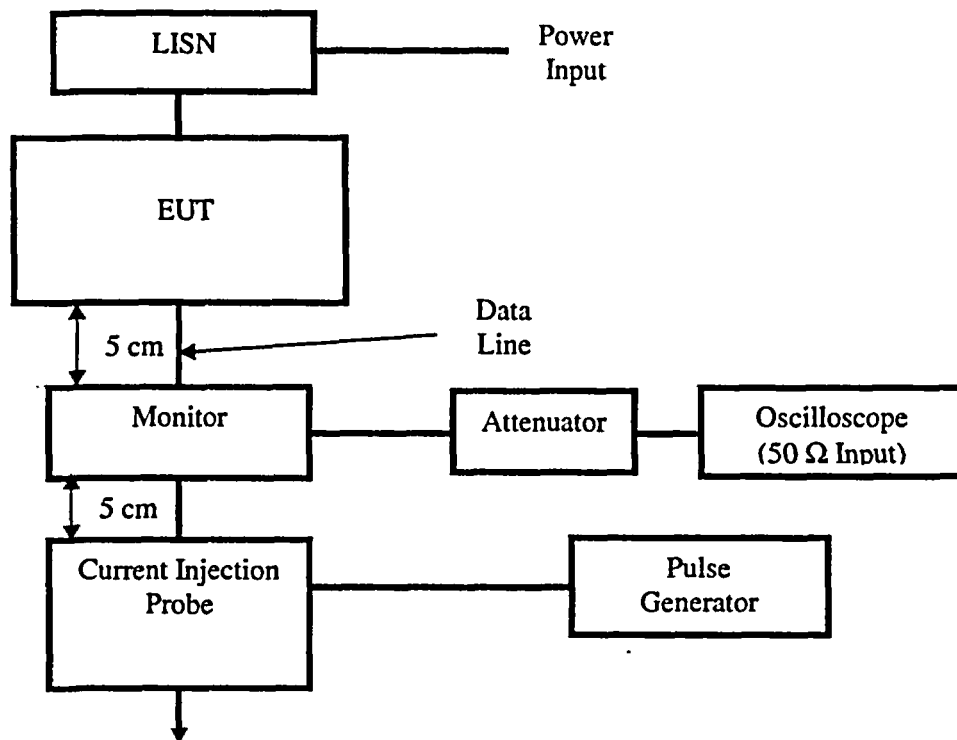 LISN
Power
Input
EUT
5 cm
Data
Line
Monitor
Attenuator
Oscilloscope
(50 Ω Input)
5 cm
Current Injection
Probe
Pulse
Generator